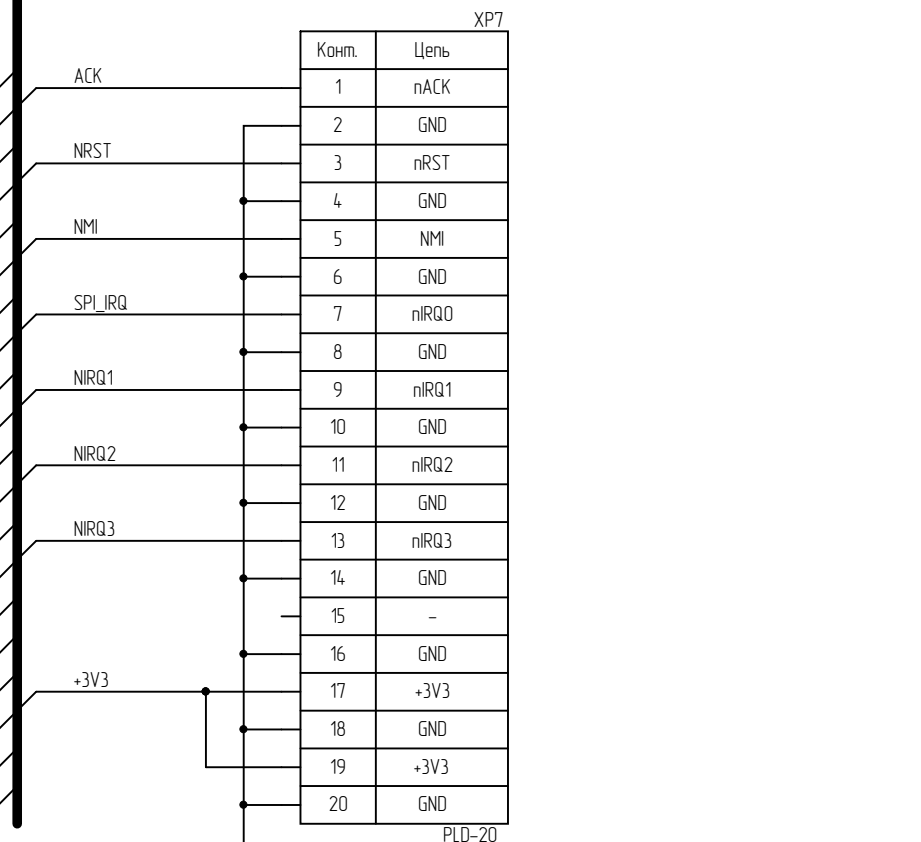 XP7
Конт. Цепь
ACK 1 nACK
2 GND
NRST 3 nRST
4 GND
NMI 5 NMI
6 GND
SPI_IRQ 7 nIRQ0
8 GND
NIRQ1 9 nIRQ1
10 GND
NIRQ2 11 nIRQ2
12 GND
NIRQ3 13 nIRQ3
14 GND
15 –
16 GND
+3V3 17 +3V3
18 GND
19 +3V3
20 GND
PLD–20